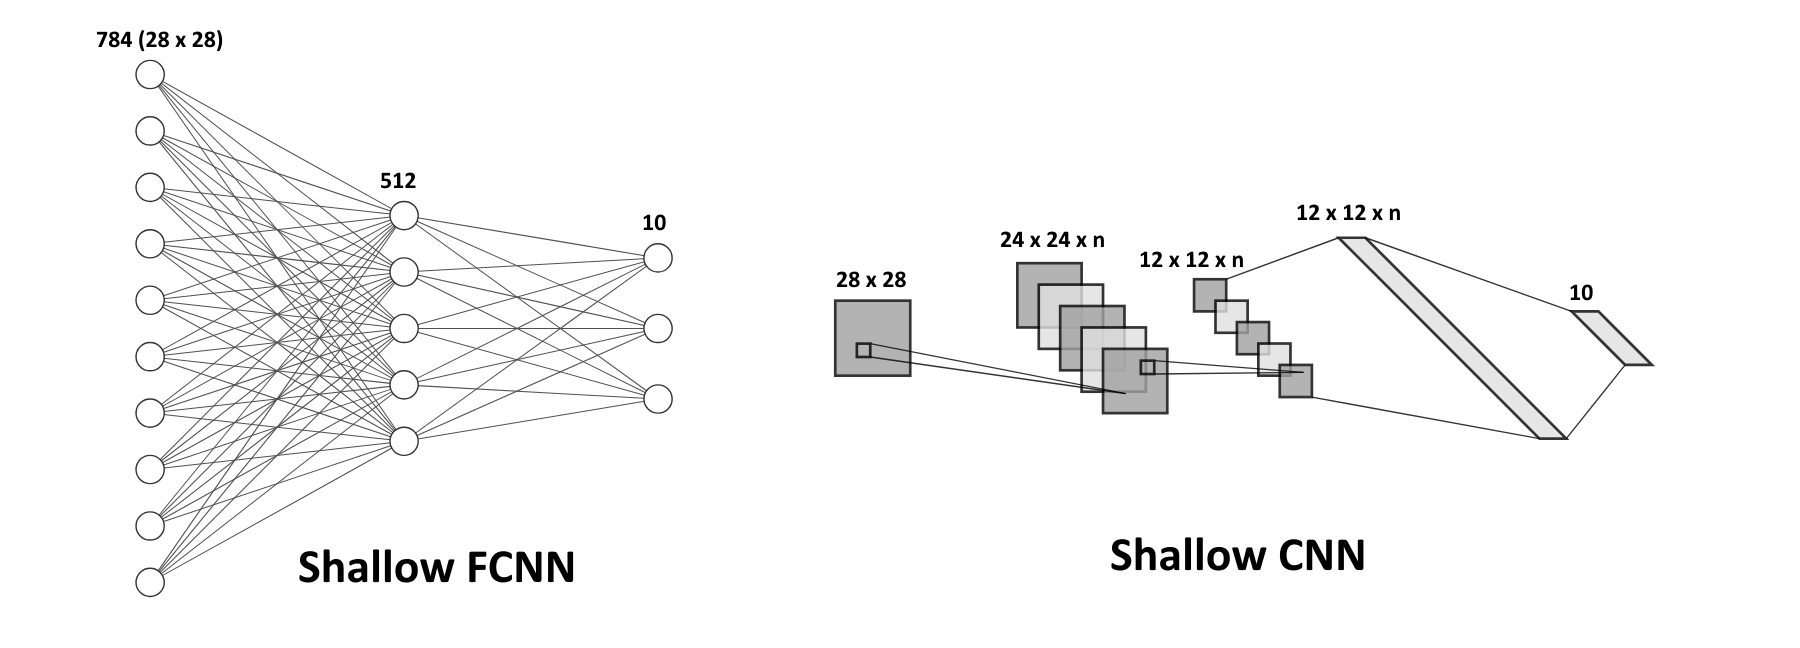 784 (28 x 28)
512
10
Shallow FCNN
28 x 28
24 x 24 x n
12 x 12 x n
12 x 12 x n
10
Shallow CNN